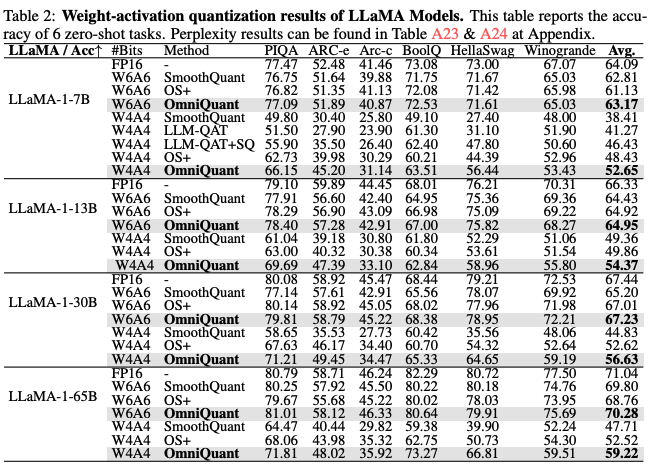 Table 2: Weight-activation quantization results of LLaMA Models. This table reports the accu-
racy of 6 zero-shot tasks. Perplexity results can be found in Table A23 & A24 at Appendix.
LLaMA / Acc↑ #Bits Method PIQA ARC-e Arc-c BoolQ HellaSwag Winogrande Avg.
FP16 - 77.47 52.48 41.46 73.08 73.00 67.07 64.09
W6A6 SmoothQuant 76.75 51.64 39.88 71.75 71.67 65.03 62.81
W6A6 OS+ 76.82 51.35 41.13 72.08 71.42 65.98 61.13
LLaMA-1-7B W6A6 OmniQuant 77.09 51.89 40.87 72.53 71.61 65.03 63.17
W4A4 SmoothQuant 49.80 30.40 25.80 49.10 27.40 48.00 38.41
W4A4 LLM-QAT 51.50 27.90 23.90 61.30 31.10 51.90 41.27
W4A4 LLM-QAT+SQ 55.90 35.50 26.40 62.40 47.80 50.60 46.43
W4A4 OS+ 62.73 39.98 30.29 60.21 44.39 52.96 48.43
W4A4 OmniQuant 66.15 45.20 31.14 63.51 56.44 53.43 52.65
FP16 - 79.10 59.89 44.45 68.01 76.21 70.31 66.33
W6A6 SmoothQuant 77.91 56.60 42.40 64.95 75.36 69.36 64.43
LLaMA-1-13B W6A6 OS+ 78.29 56.90 43.09 66.98 75.09 69.22 64.92
W6A6 OmniQuant 78.40 57.28 42.91 67.00 75.82 68.27 64.95
W4A4 SmoothQuant 61.04 39.18 30.80 61.80 52.29 51.06 49.36
W4A4 OS+ 63.00 40.32 30.38 60.34 53.61 51.54 49.86
W4A4 OmniQuant 69.69 47.39 33.10 62.84 58.96 55.80 54.37
FP16 - 80.08 58.92 45.47 68.44 79.21 72.53 67.44
W6A6 SmoothQuant 77.14 57.61 42.91 65.56 78.07 69.92 65.20
LLaMA-1-30B W6A6 OS+ 80.14 58.92 45.05 68.02 77.96 71.98 67.01
W6A6 OmniQuant 79.81 58.79 45.22 68.38 78.95 72.21 67.23
W4A4 SmoothQuant 58.65 35.53 27.73 60.42 35.56 48.06 44.83
W4A4 OS+ 67.63 46.17 34.40 60.70 54.32 52.64 52.62
W4A4 OmniQuant 71.21 49.45 34.47 65.33 64.65 59.19 56.63
FP16 - 80.79 58.71 46.24 82.29 80.72 77.50 71.04
W6A6 SmoothQuant 80.25 57.92 45.50 80.22 80.18 74.76 69.80
LLaMA-1-65B W6A6 OS+ 79.67 55.68 45.22 80.02 78.03 73.95 68.76
W6A6 OmniQuant 81.01 58.12 46.33 80.64 79.91 75.69 70.28
W4A4 SmoothQuant 64.47 40.44 29.82 59.38 39.90 52.24 47.71
W4A4 OS+ 68.06 43.98 35.32 62.75 50.73 54.30 52.52
W4A4 OmniQuant 71.81 48.02 35.92 73.27 66.81 59.51 59.22